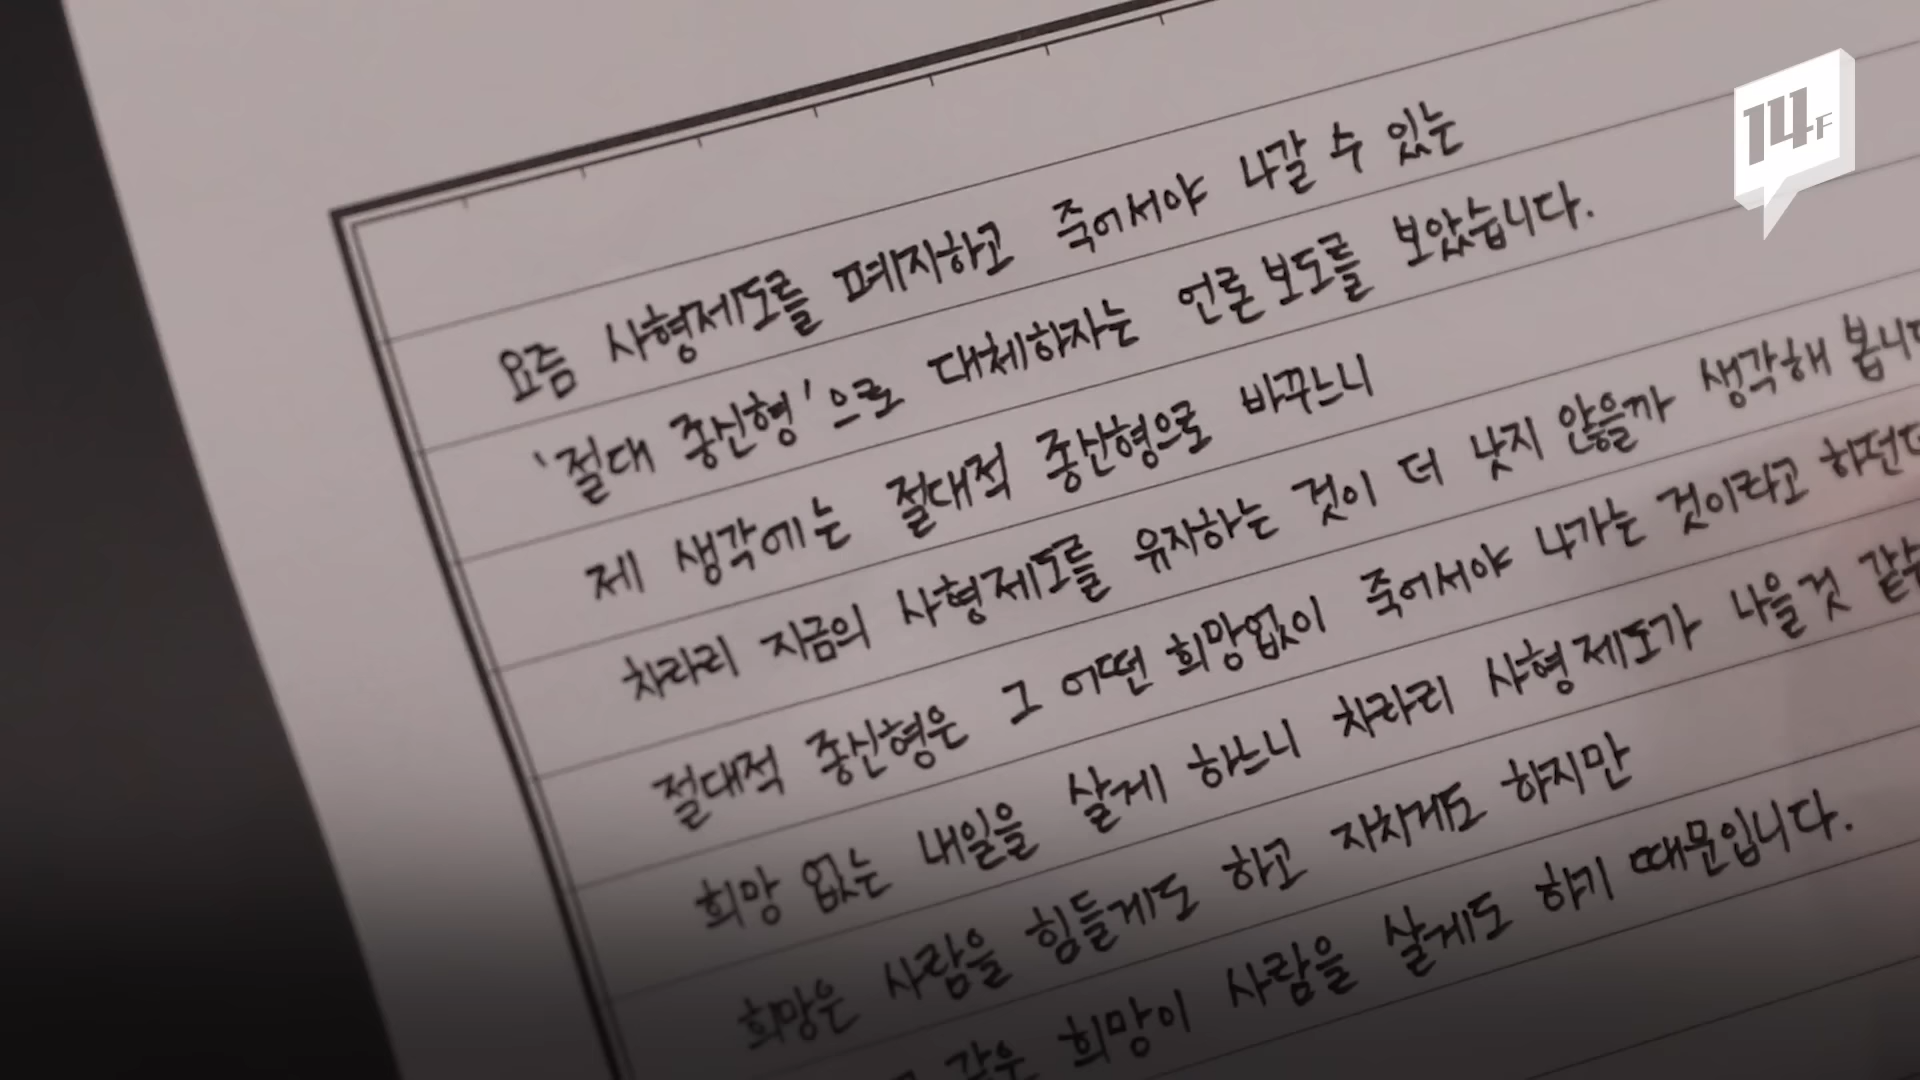 14F
요즘 사형제도를 폐지하고 죽어서야 나갈 수 있는
'절대 종신형'으로 대체하자는 언론보도를 보았습니다.
제 생각에는 절대적 종신형으로 바꾸느니
차라리 지금의 사형제도를 유지하는 것이 더 낫지 않을까 생각해 봅니다
절대적 종신형은 그 어떤 희망없이 죽어서야 나가는 것이라고 하던데
희망 없는 내일을 살게 하느니 차라리 사형제도가 나을것
희망은 사람을 힘들게도 하고 지치게도 하지만
같은 희망이 사람을 살게도 하기 때문입니다.